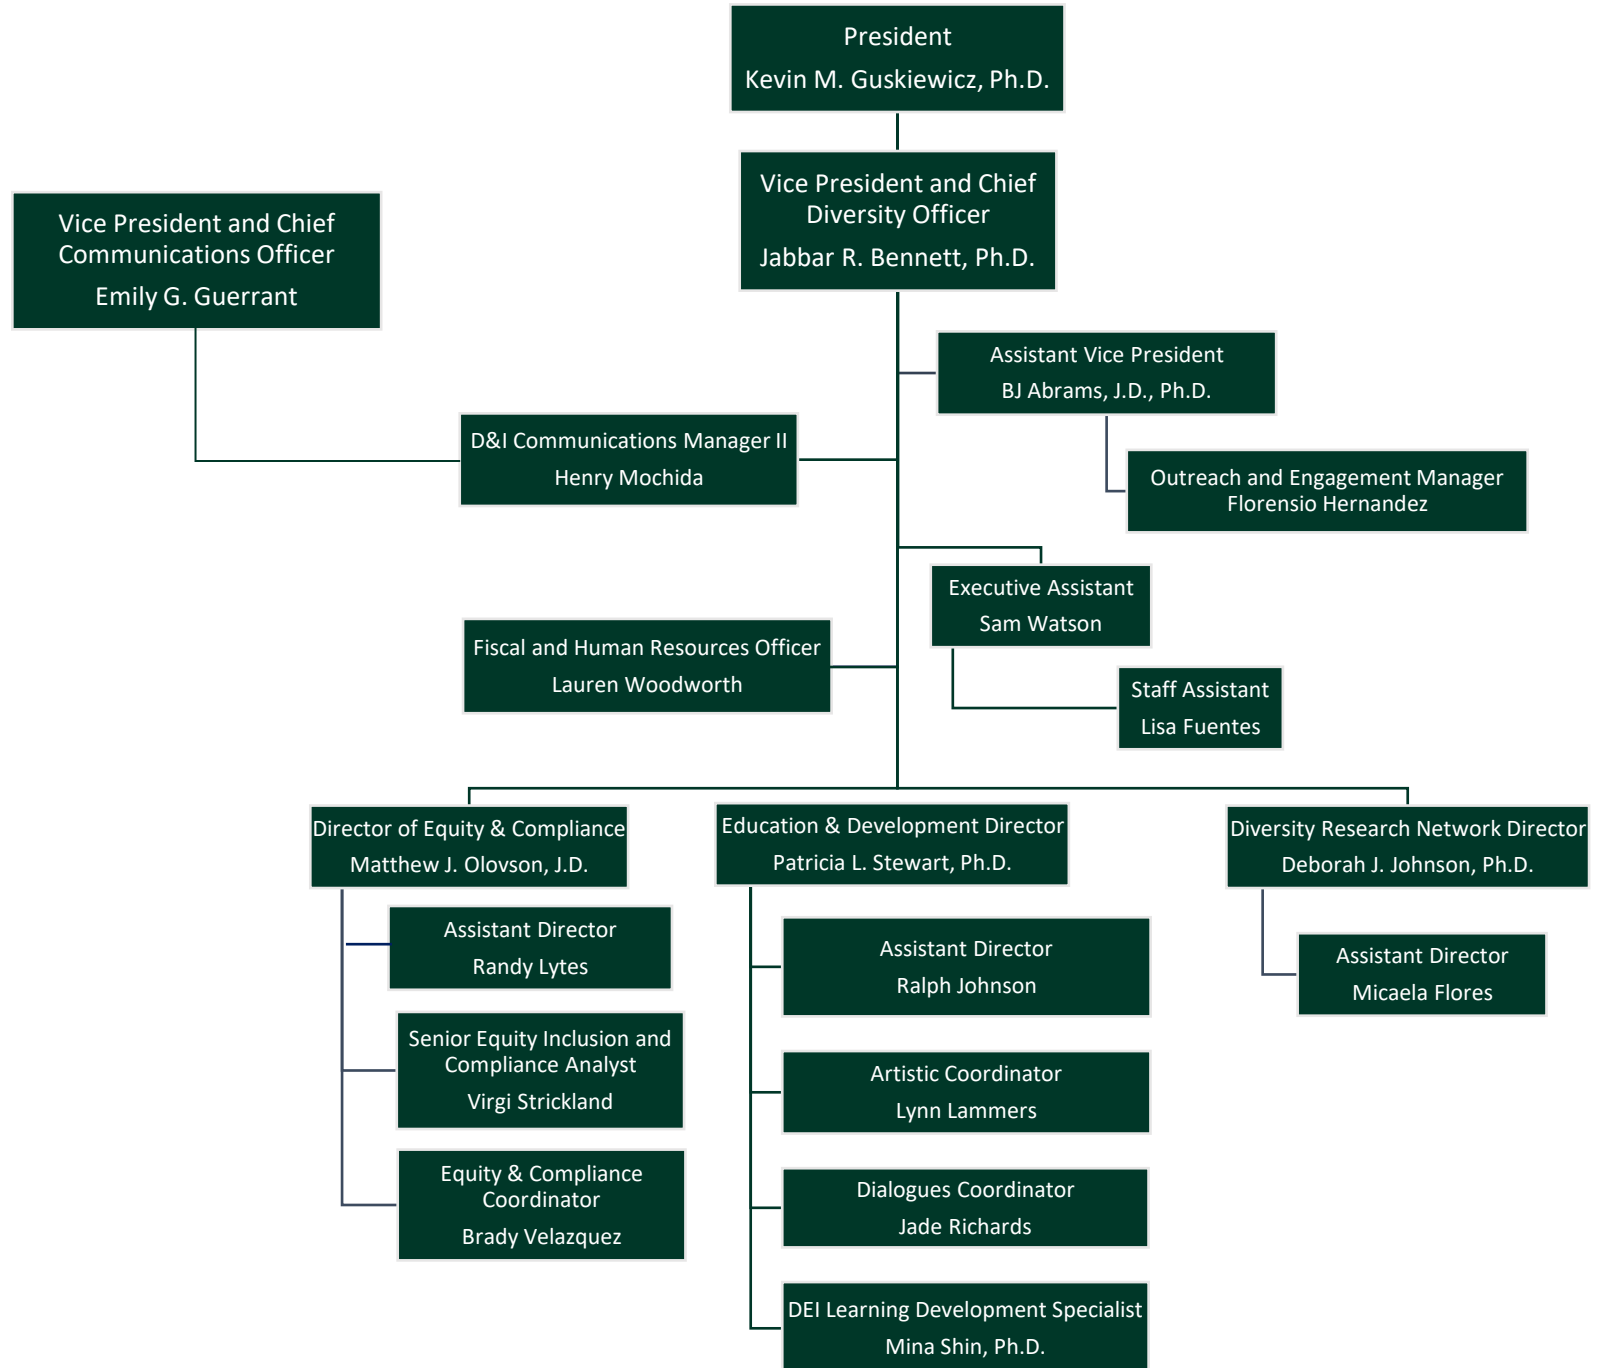 President
Kevin M. Guskiewicz, Ph.D.
Vice President and Chief
Diversity Officer
Jabbar R. Bennett, Ph.D.
Vice President and Chief
Communications Officer
Emily G. Guerrant
Assistant Vice President
BJ Abrams, J.D., Ph.D.
D&I Communications Manager II
Henry Mochida
Outreach and Engagement Manager
Florensio Hernandez
Executive Assistant
Sam Watson
Fiscal and Human Resources Officer
Lauren Woodworth
Staff Assistant
Lisa Fuentes
Director of Equity & Compliance
Matthew J. Olovson, J.D.
Assistant Director
Randy Lytes
Senior Equity Inclusion and
Compliance Analyst
Virgi Strickland
Equity & Compliance
Coordinator
Brady Velazquez
Education & Development Director
Patricia L. Stewart, Ph.D.
Assistant Director
Ralph Johnson
Artistic Coordinator
Lynn Lammers
Dialogues Coordinator
Jade Richards
DEI Learning Development Specialist
Mina Shin, Ph.D.
Diversity Research Network Director
Deborah J. Johnson, Ph.D.
Assistant Director
Micaela Flores